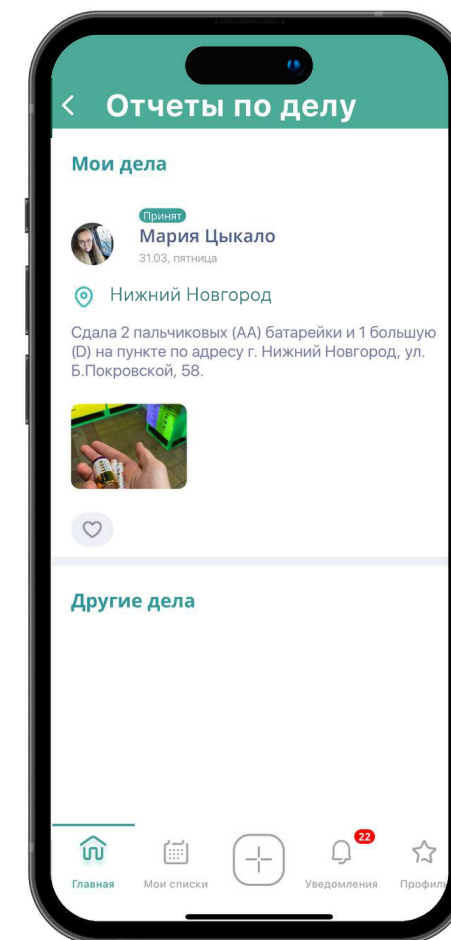 Отчеты по делу
Мои дела
Принят
Мария Цыкало
31.03, пятница
Нижний Новгород
Сдала 2 пальчиковых (АА) батарейки и 1 большую
(D) на пункте по адресу г. Нижний Новгород, ул.
Б.Покровской, 58.
Другие дела
22
Главная
Мои списки
Уведомления
Профиль